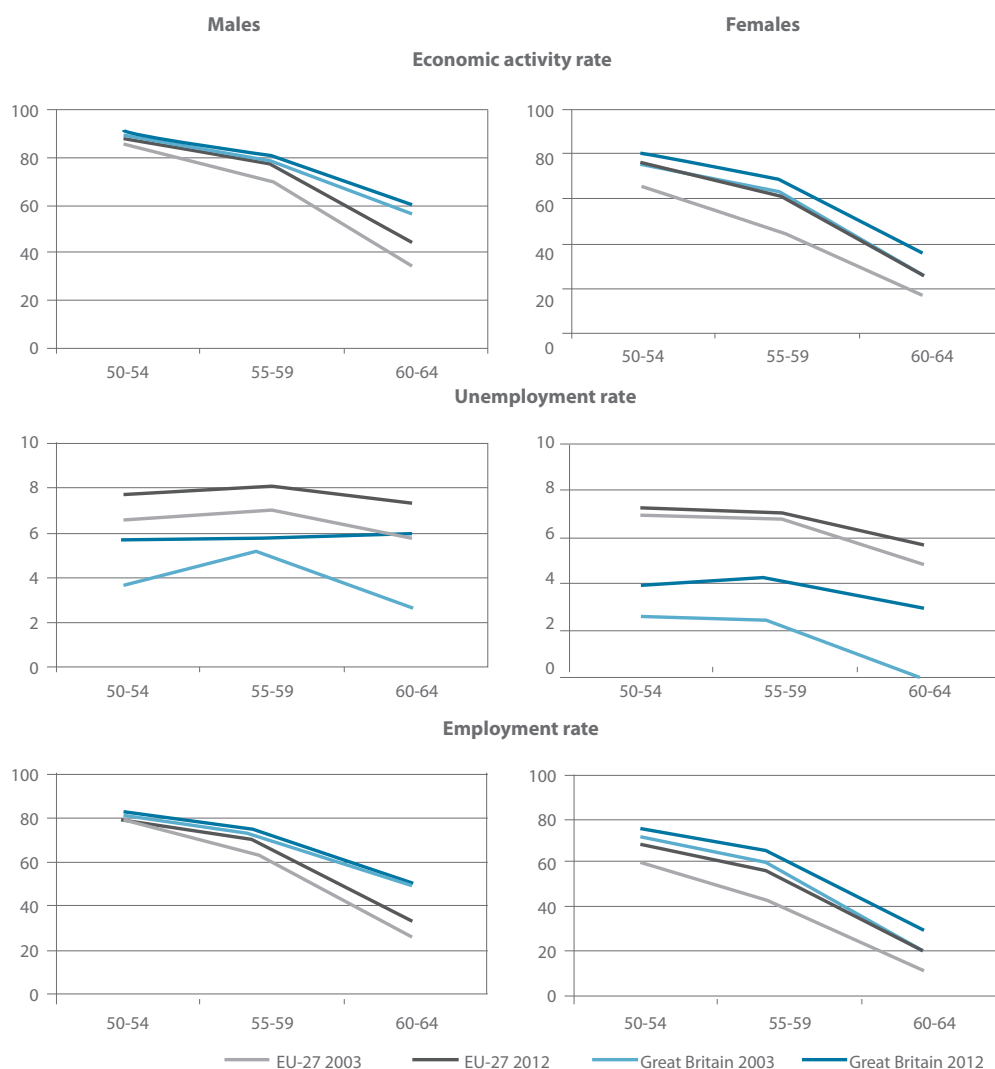 Males Females
Economic activity rate
100 100
80 80
60 60
40 40
20 20
0 0
50-54 55-59 60-64 50-54 55-59 60-64
Unemployment rate
10 10
8 8
6 6
4 4
2 2
0 0
50-54 55-59 60-64 50-54 55-59 60-64
Employment rate
100 100
80 80
60 60
40 40
20 20
0 0
50-54 55-59 60-64 50-54 55-59 60-64
EU-27 2003 EU-27 2012 Great Britain 2003 Great Britain 2012